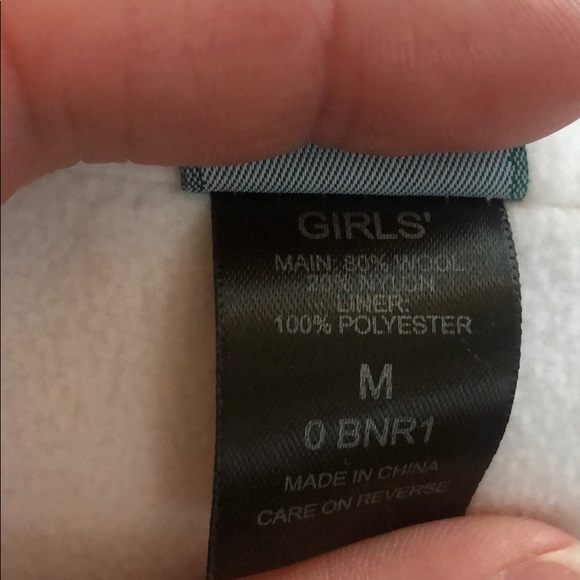 GIRLS'
MAIN: 80% WOOL
20% NYLON
LINER:
100% POLYESTER
M
0 BNR1
MADE IN CHINA
CARE ON REVERSE